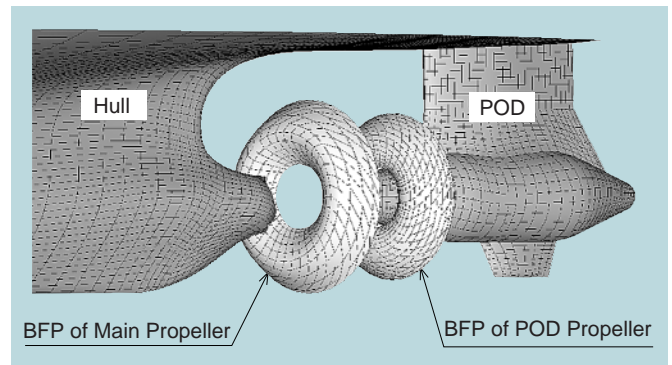 Hull
POD
BFP of Main Propeller
BFP of POD Propeller